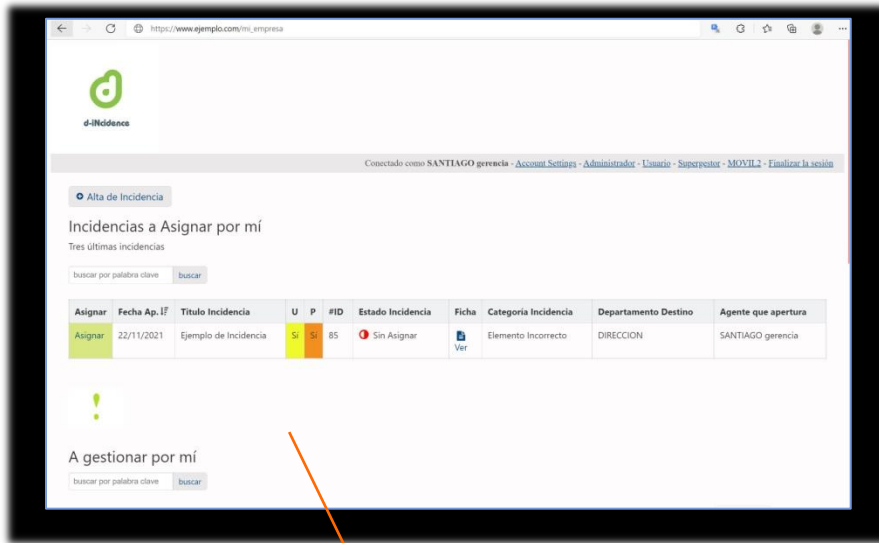 https://www.ejemplo.com/mi_empresa
d-iNcidence
Conectado como SANTIAGO gerencia - Account Settings - Administrador - Usuario - Supergestor - MOVIL2 - Finalizar la sesión
Alta de Incidencia
Incidencias a Asignar por mí
Tres últimas incidencias
buscar por palabra clave buscar
Asignar Fecha Ap. Título Incidencia U P #ID Estado Incidencia Ficha Categoría Incidencia Departamento Destino Agente que apertura
Asignar 22/11/2021 Ejemplo de Incidencia Sí Sí 85 Sin Asignar Ver Elemento Incorrecto DIRECCION SANTIAGO gerencia
!
A gestionar por mí
buscar por palabra clave buscar